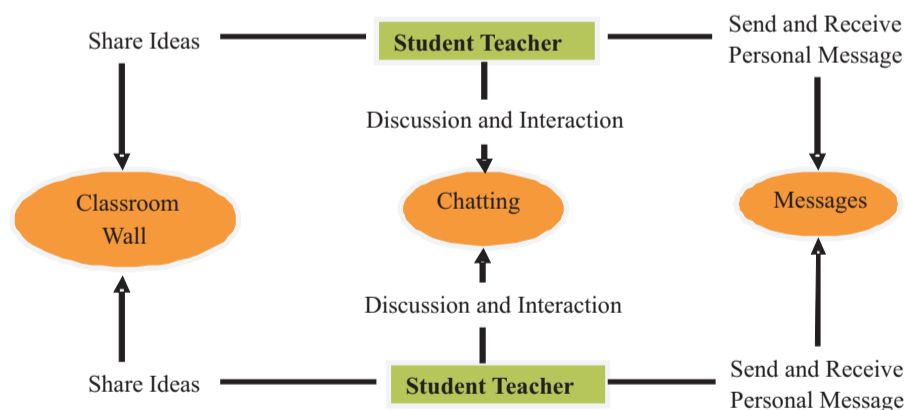 Share Ideas
Student Teacher
Send and Receive
Personal Message
Discussion and Interaction
Classroom
Wall
Chatting
Messages
Discussion and Interaction
Share Ideas
Student Teacher
Send and Receive
Personal Message